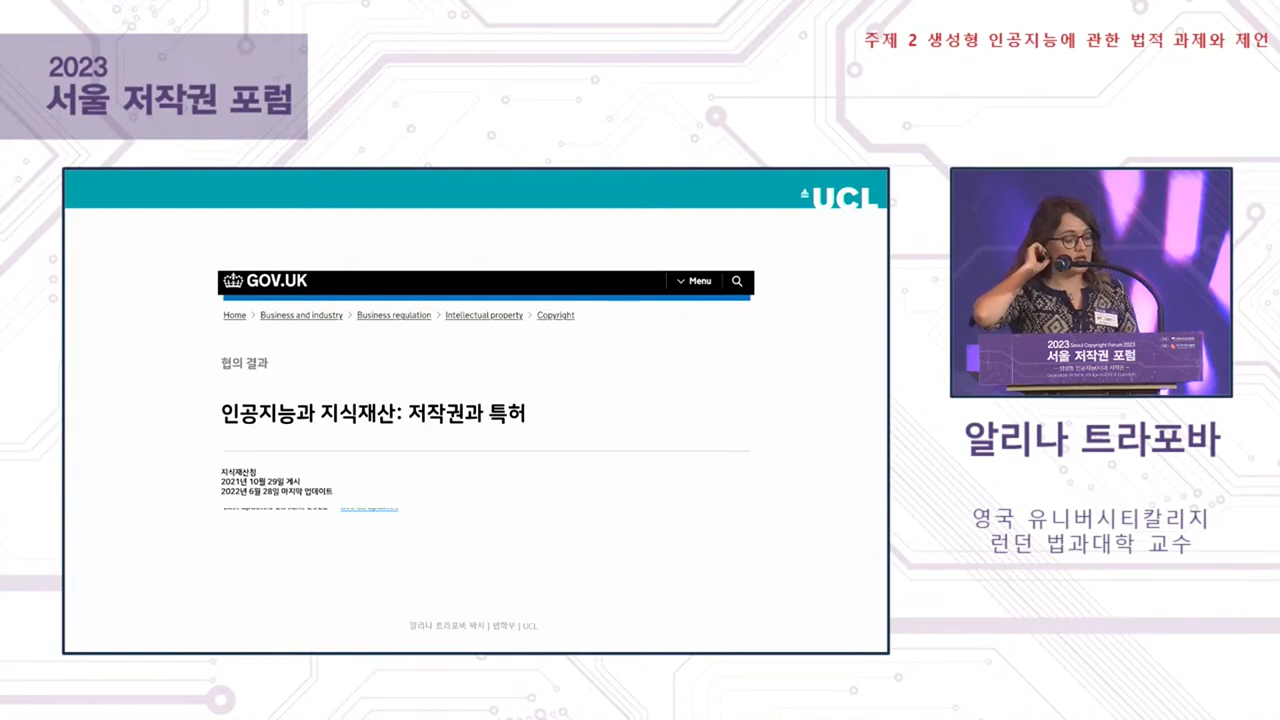 주제 2 생성형 인공지능에 관한 법적 과제와 제언
2023
서울 저작권 포럼
UCL
GOV.UK
Menu
Home > Business and industry > Business regulation > Intellectual property > Copyright
협의 결과
인공지능과 지식재산: 저작권과 특허
지식재산청
2021년 10월 29일 게시
2022년 6월 28일 마지막 업데이트
알리나 트라포바 박사 | 법학부 | UCL
2023 Seoul Copyright Forum 2023
서울 저작권 포럼
알리나 트라포바
영국 유니버시티칼리지
런던 법과대학 교수